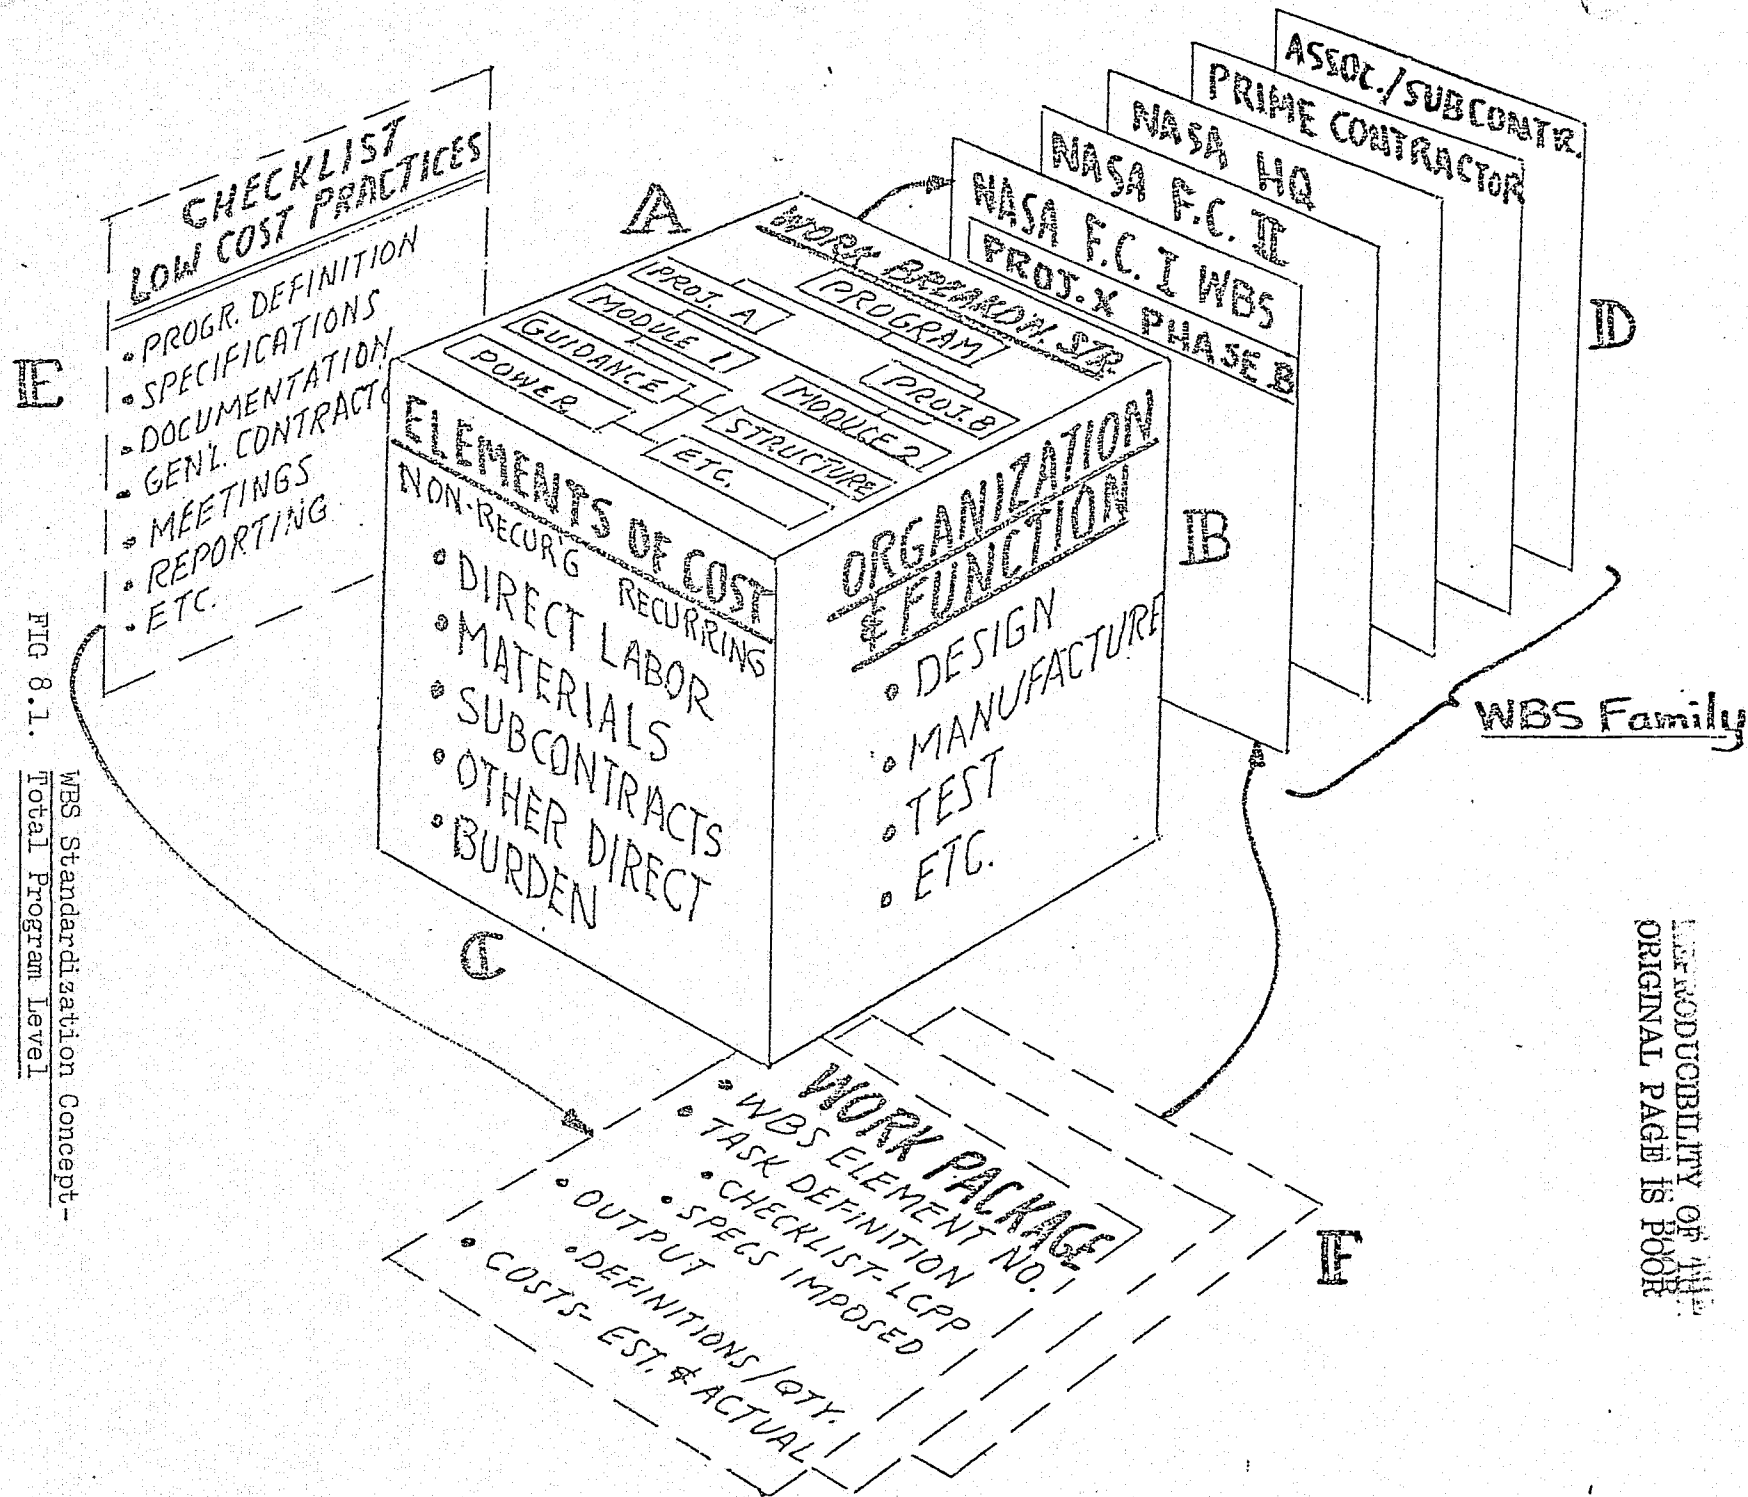 CHECKLIST
LOW COST PRACTICES
• PROGR. DEFINITION
• SPECIFICATIONS
• DOCUMENTATION
• GEN'L. CONTRACT
• MEETINGS
• REPORTING
• ETC.
E
A
WORK BREAKDN. STR.
PROGRAM
PROJ. A
PROJ. B
MODULE 1
MODULE 2
GUIDANCE
STRUCTURE
POWER
ETC.
ELEMENTS OF COST
NON-RECUR'G
RECURRING
• DIRECT LABOR
• MATERIALS
• SUBCONTRACTS
• OTHER DIRECT
• BURDEN
C
ORGANIZATION
& FUNCTION
• DESIGN
• MANUFACTURE
• TEST
• ETC.
B
ASSOC./SUBCONTR.
PRIME CONTRACTOR
NASA HQ
NASA F.C. II
NASA F.C. I WBS
PROJ. X PHASE B
D
WBS Family
WORK PACKAGE
• WBS ELEMENT NO.
• TASK DEFINITION
• CHECKLIST-LCPP
• SPECS IMPOSED
• OUTPUT
• DEFINITIONS/QTY.
• COSTS- EST. & ACTUAL
F
FIG 8.1. WBS Standardization Concept-
Total Program Level
REPRODUCIBILITY OF THE
ORIGINAL PAGE IS POOR